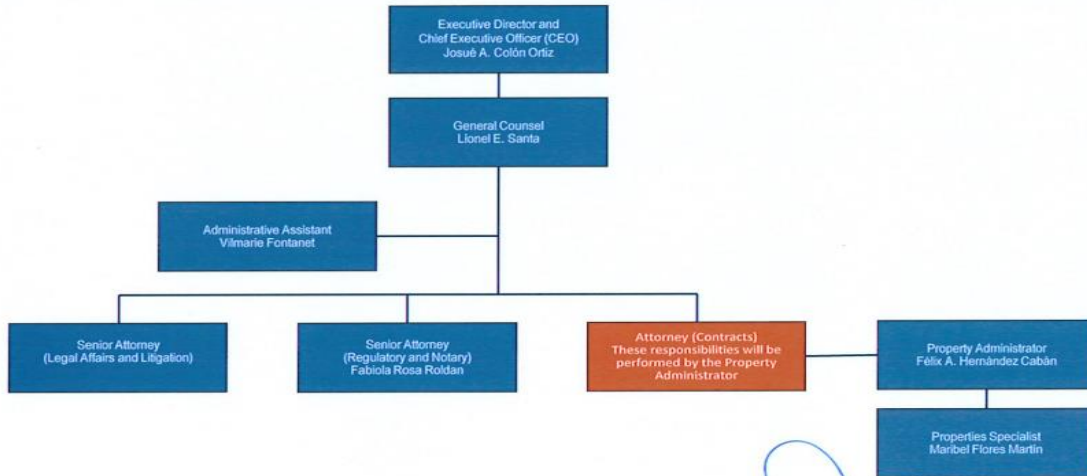 Executive Director and
Chief Executive Officer (CEO)
Josué A. Colón Ortiz
General Counsel
Lionel E. Santa
Administrative Assistant
Vilmarie Fontanet
Senior Attorney
(Legal Affairs and Litigation)
Senior Attorney
(Regulatory and Notary)
Fabiola Rosa Roldan
Attorney (Contracts)
These responsibilities will be
performed by the Property
Administrator
Property Administrator
Félix A. Hernández Cabán
Properties Specialist
Maribel Flores Martin